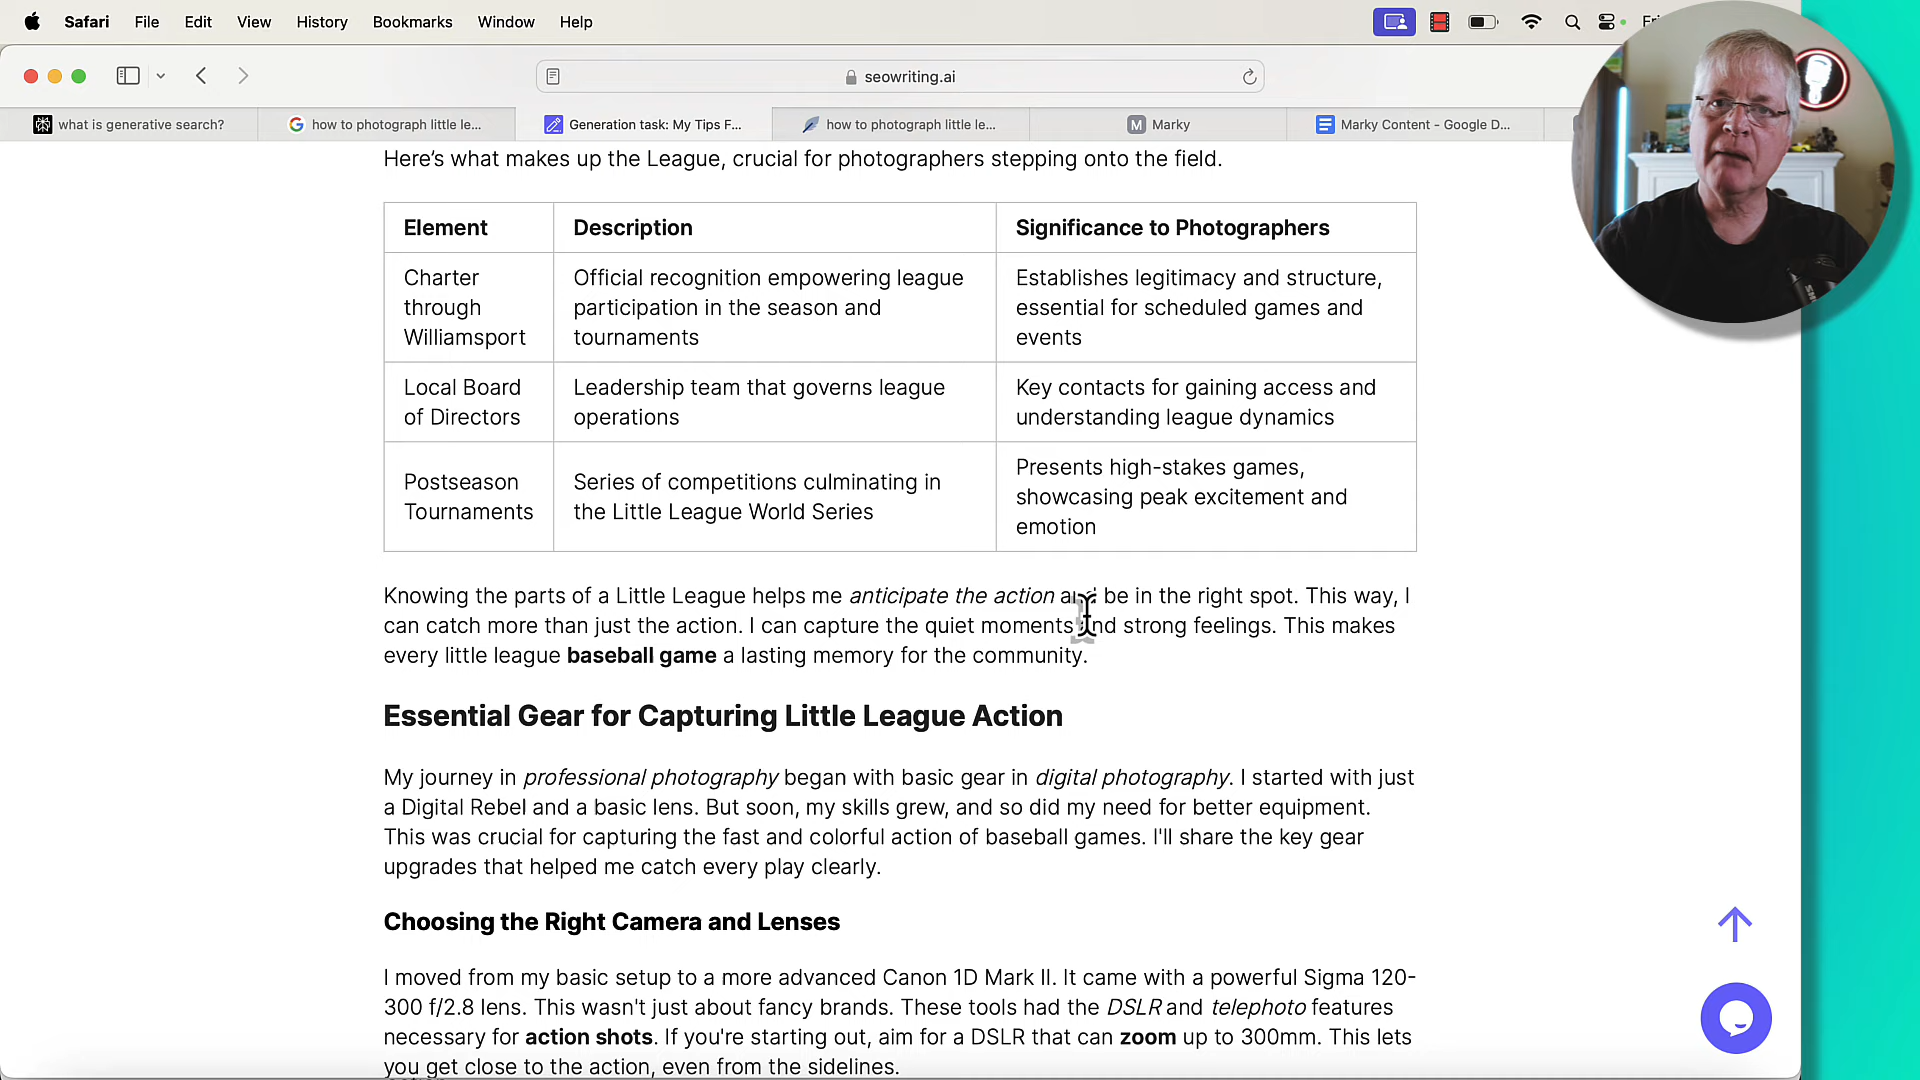 Safari File Edit View History Bookmarks Window Help
seowriting.ai
what is generative search?
how to photograph little le...
Generation task: My Tips F...
how to photograph little le...
M Marky
Marky Content - Google D...
Here's what makes up the League, crucial for photographers stepping onto the field.
Element Description Significance to Photographers
Charter
through
Williamsport
Official recognition empowering league
participation in the season and
tournaments
Establishes legitimacy and structure,
essential for scheduled games and
events
Local Board
of Directors
Leadership team that governs league
operations
Key contacts for gaining access and
understanding league dynamics
Postseason
Tournaments
Series of competitions culminating in
the Little League World Series
Presents high-stakes games,
showcasing peak excitement and
emotion
Knowing the parts of a Little League helps me anticipate the action and be in the right spot. This way, I
can catch more than just the action. I can capture the quiet moments and strong feelings. This makes
every little league baseball game a lasting memory for the community.
Essential Gear for Capturing Little League Action
My journey in professional photography began with basic gear in digital photography. I started with just
a Digital Rebel and a basic lens. But soon, my skills grew, and so did my need for better equipment.
This was crucial for capturing the fast and colorful action of baseball games. I'll share the key gear
upgrades that helped me catch every play clearly.
Choosing the Right Camera and Lenses
I moved from my basic setup to a more advanced Canon 1D Mark II. It came with a powerful Sigma 120-
300 f/2.8 lens. This wasn't just about fancy brands. These tools had the DSLR and telephoto features
necessary for action shots. If you're starting out, aim for a DSLR that can zoom up to 300mm. This lets
you get close to the action, even from the sidelines.